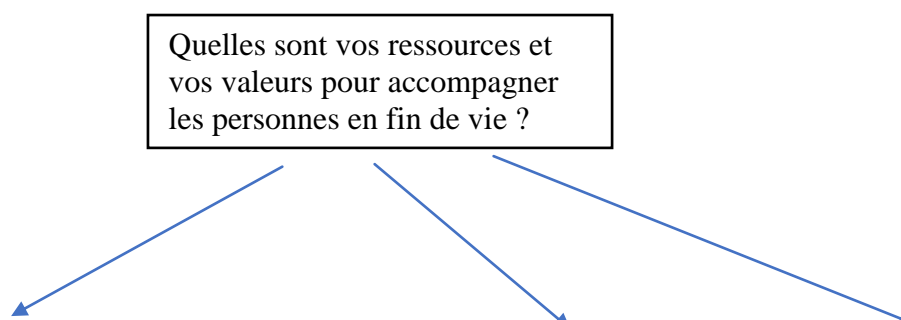 Quelles sont vos ressources et
vos valeurs pour accompagner
les personnes en fin de vie ?